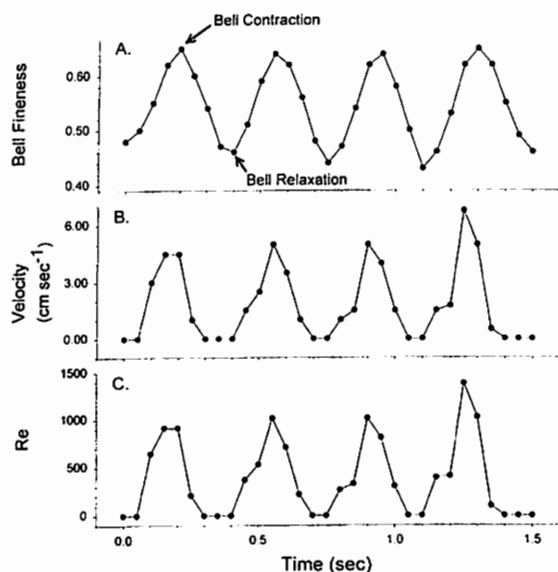 Bell Contraction
A.
Bell Fineness
0.60
0.50
0.40
Bell Relaxation
B.
Velocity
(cm sec⁻¹)
6.00
3.00
0.00
C.
Re
1500
1000
500
0
0.0 0.5 1.0 1.5
Time (sec)